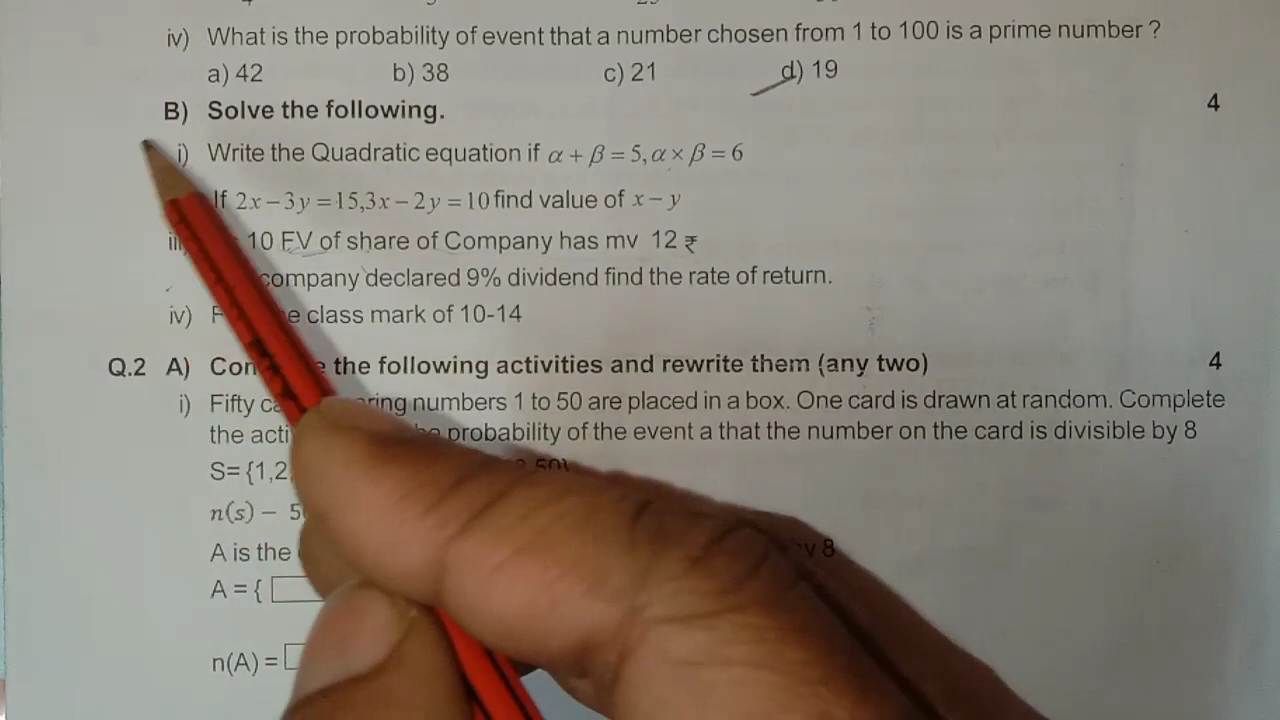 iv) What is the probability of event that a number chosen from 1 to 100 is a prime number ?
a) 42 b) 38 c) 21 d) 19
B) Solve the following. 4
i) Write the Quadratic equation if α + β = 5, α × β = 6
If 2x − 3y = 15,3x − 2y = 10 find value of x − y
10 FV of share of Company has mv 12 ₹
company declared 9% dividend find the rate of return.
iv) class mark of 10-14
Q.2 A) the following activities and rewrite them (any two) 4
i) Fifty numbers 1 to 50 are placed in a box. One card is drawn at random. Complete
the probability of the event a that the number on the card is divisible by 8
S= {1,2 50}
n(s) −
A is the by 8
A = {
n(A) =